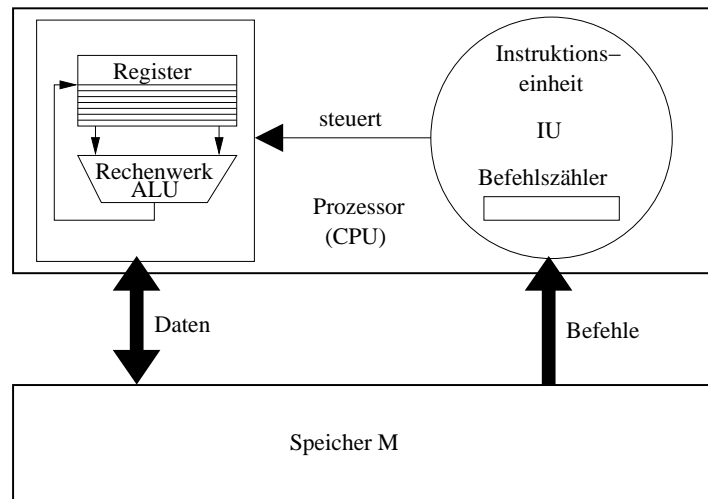 Register
Rechenwerk
ALU
steuert
Prozessor
(CPU)
Instruktions–
einheit
IU
Befehlszähler
Daten
Befehle
Speicher M